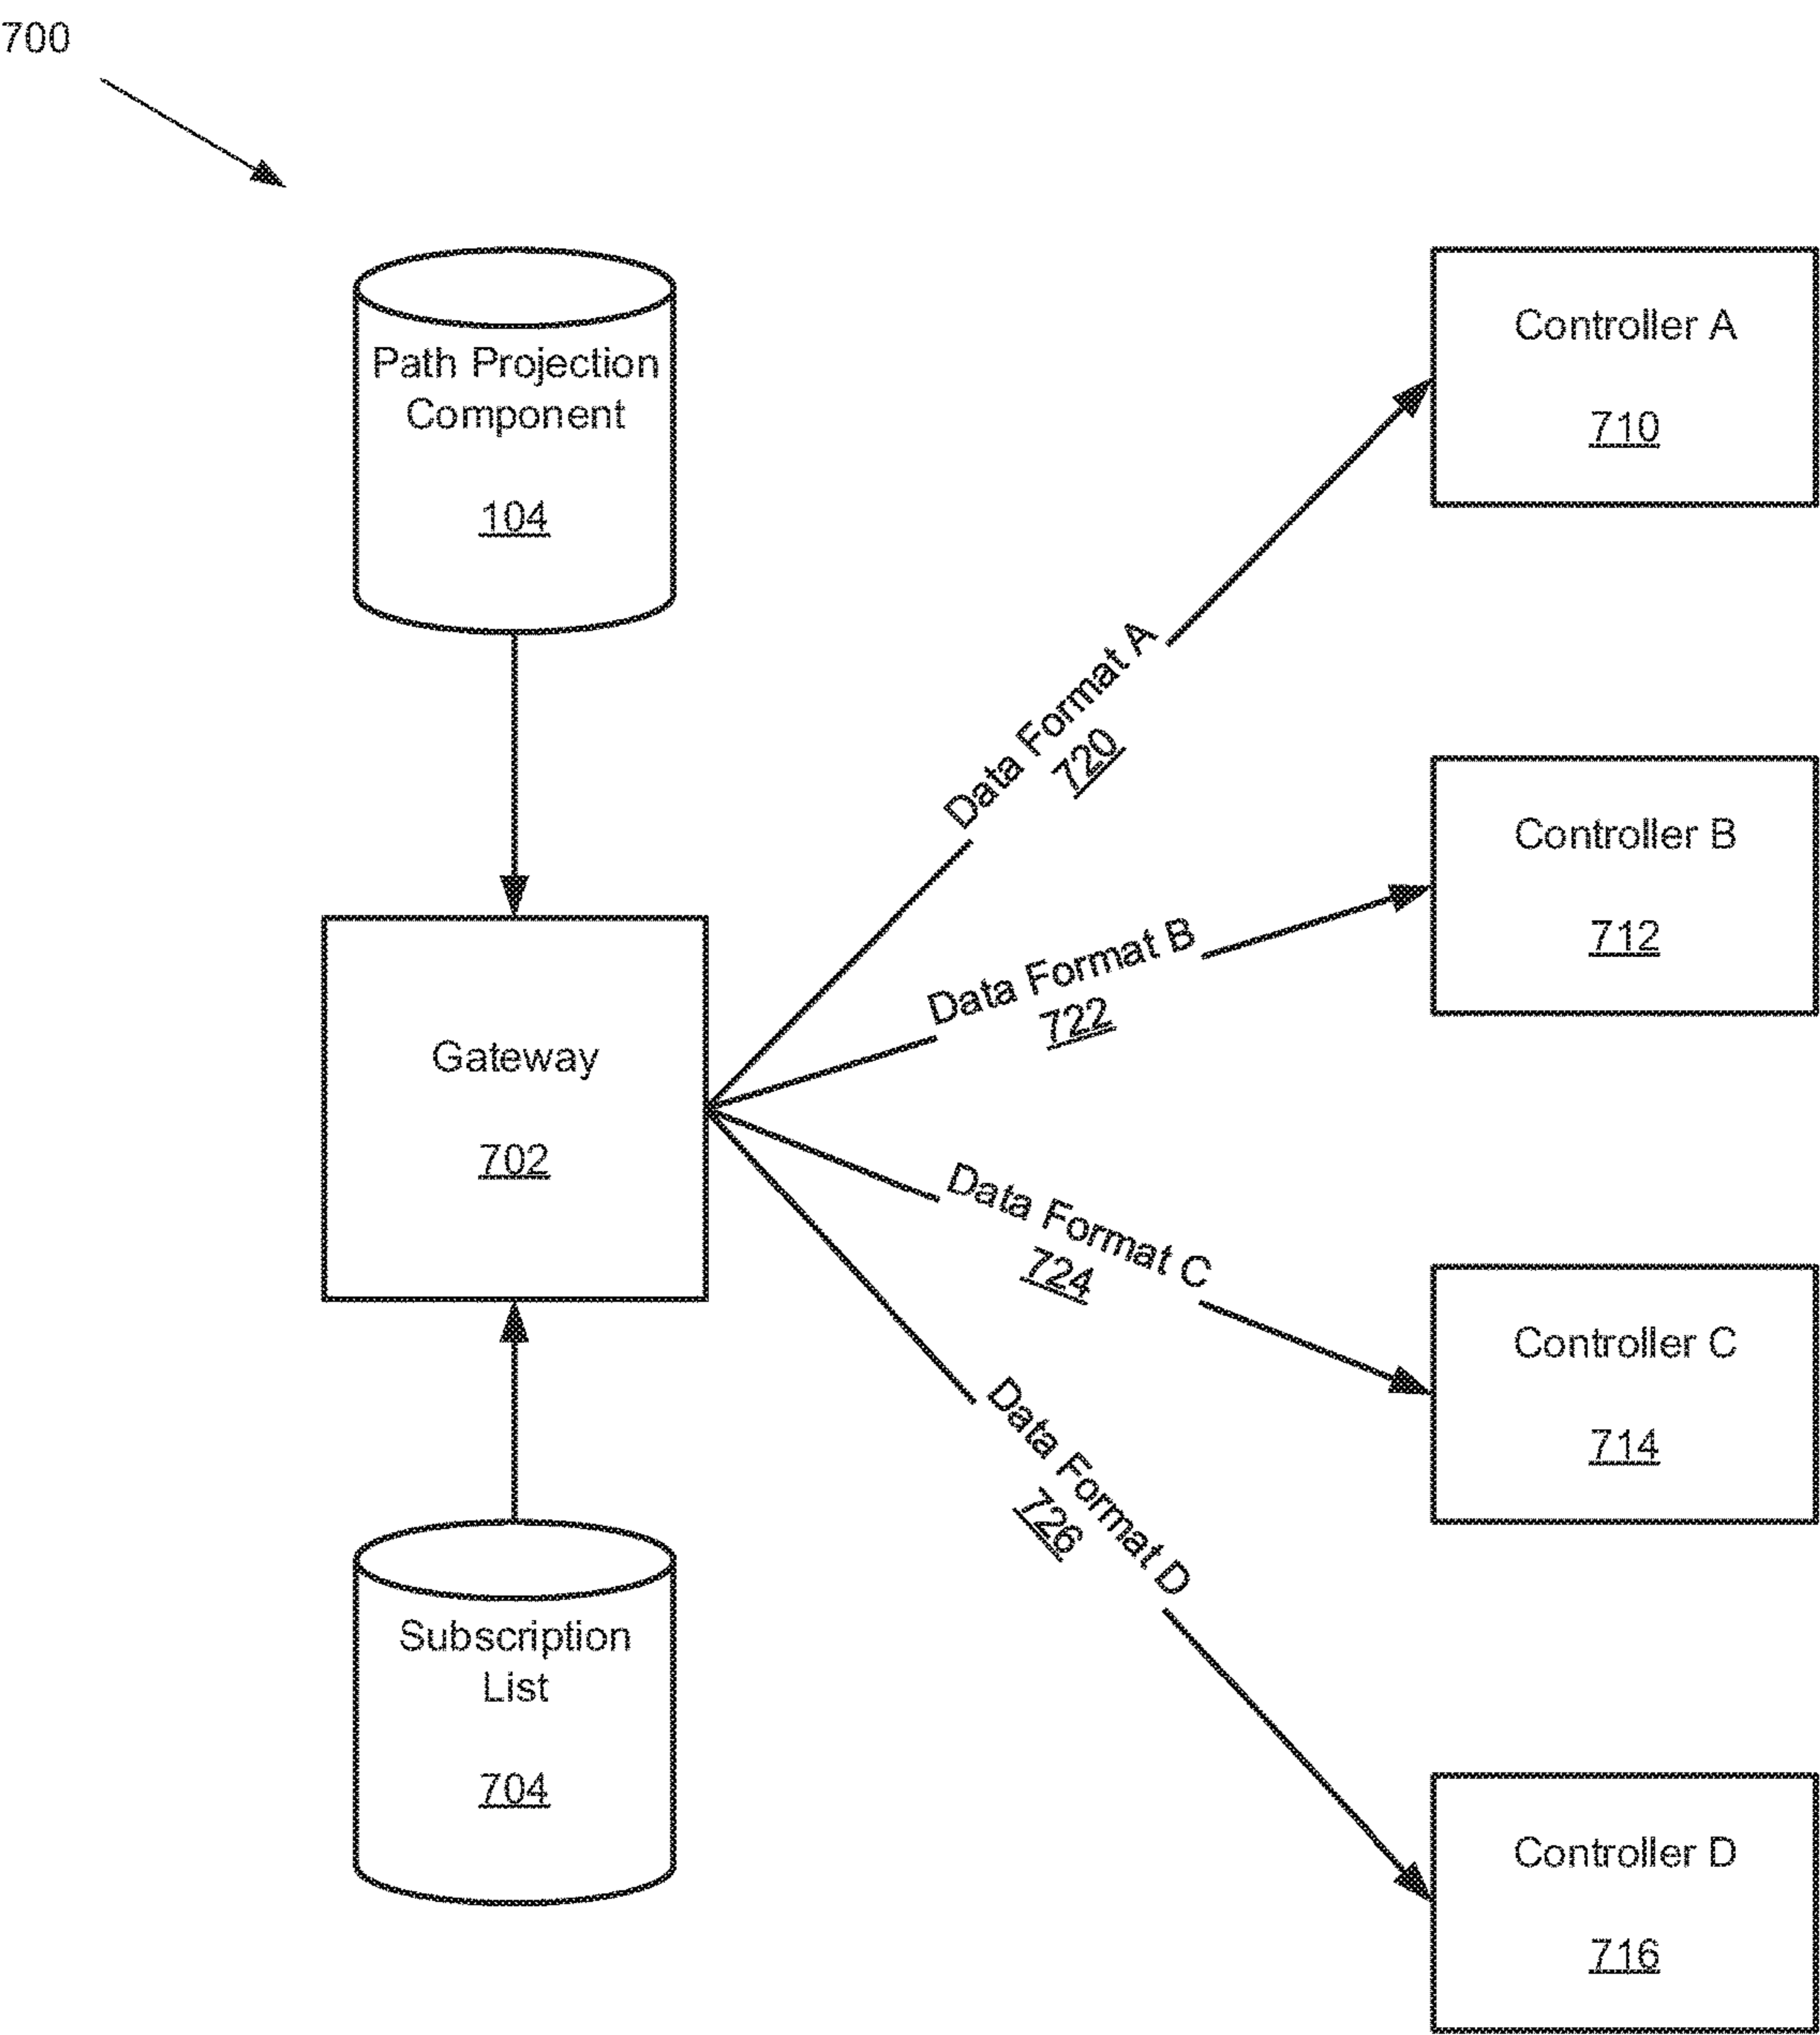 700
Path Projection
Component
104
Controller A
710
Data Format A
720
Controller B
712
Data Format B
722
Gateway
702
Data Format C
724
Controller C
714
Data Format D
726
Subscription
List
704
Controller D
716